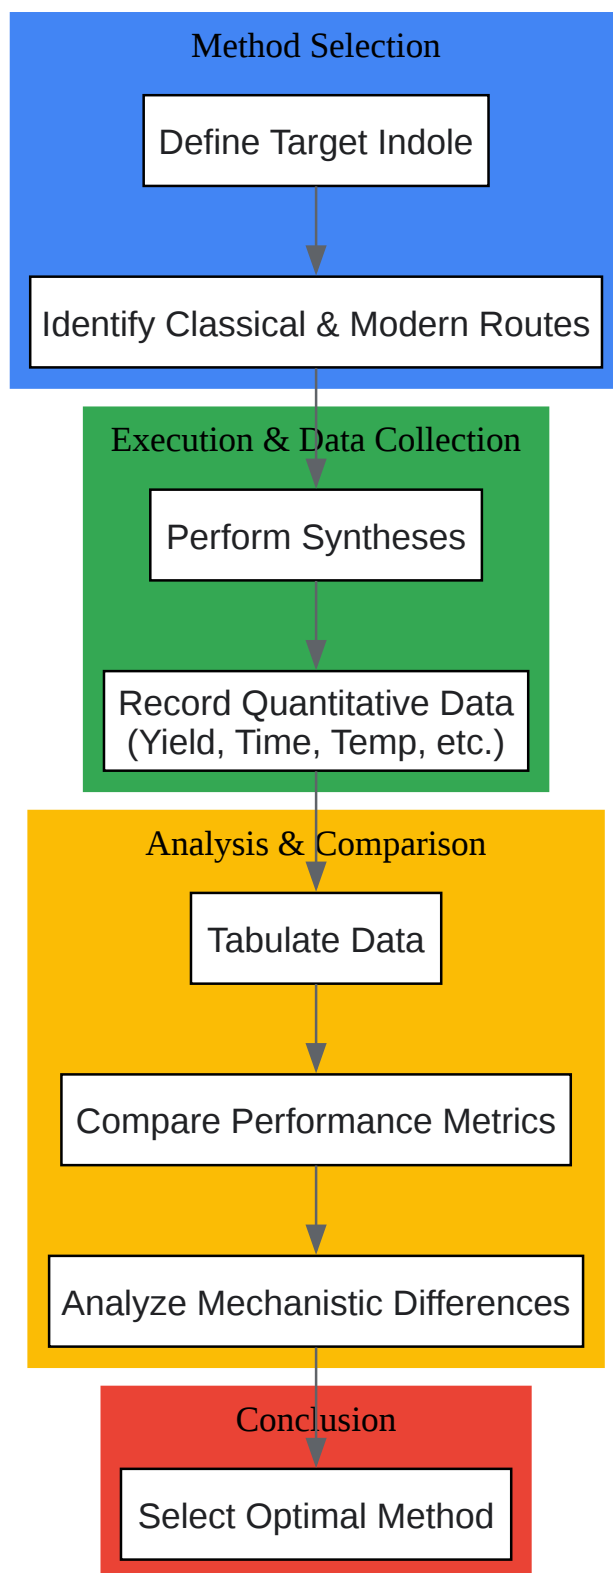 Method Selection
Define Target Indole
Identify Classical & Modern Routes
Execution & Data Collection
Perform Syntheses
Record Quantitative Data
(Yield, Time, Temp, etc.)
Analysis & Comparison
Tabulate Data
Compare Performance Metrics
Analyze Mechanistic Differences
Conclusion
Select Optimal Method